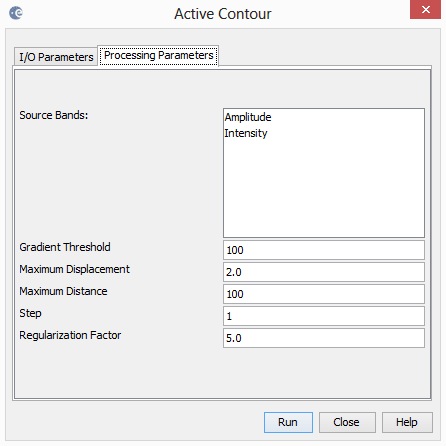 Active Contour
I/O Parameters Processing Parameters
Source Bands:
Amplitude
Intensity
Gradient Threshold 100
Maximum Displacement 2.0
Maximum Distance 100
Step 1
Regularization Factor 5.0
Run Close Help